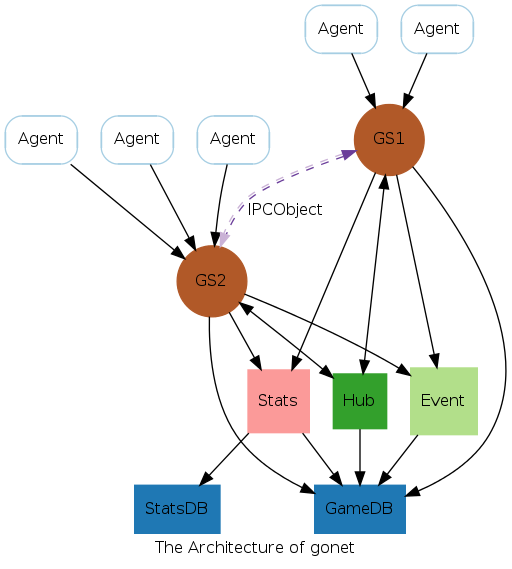 Agent
Agent
GS1
Agent
Agent
Agent
IPCObject
GS2
Stats
Hub
Event
StatsDB
GameDB
The Architecture of gonet